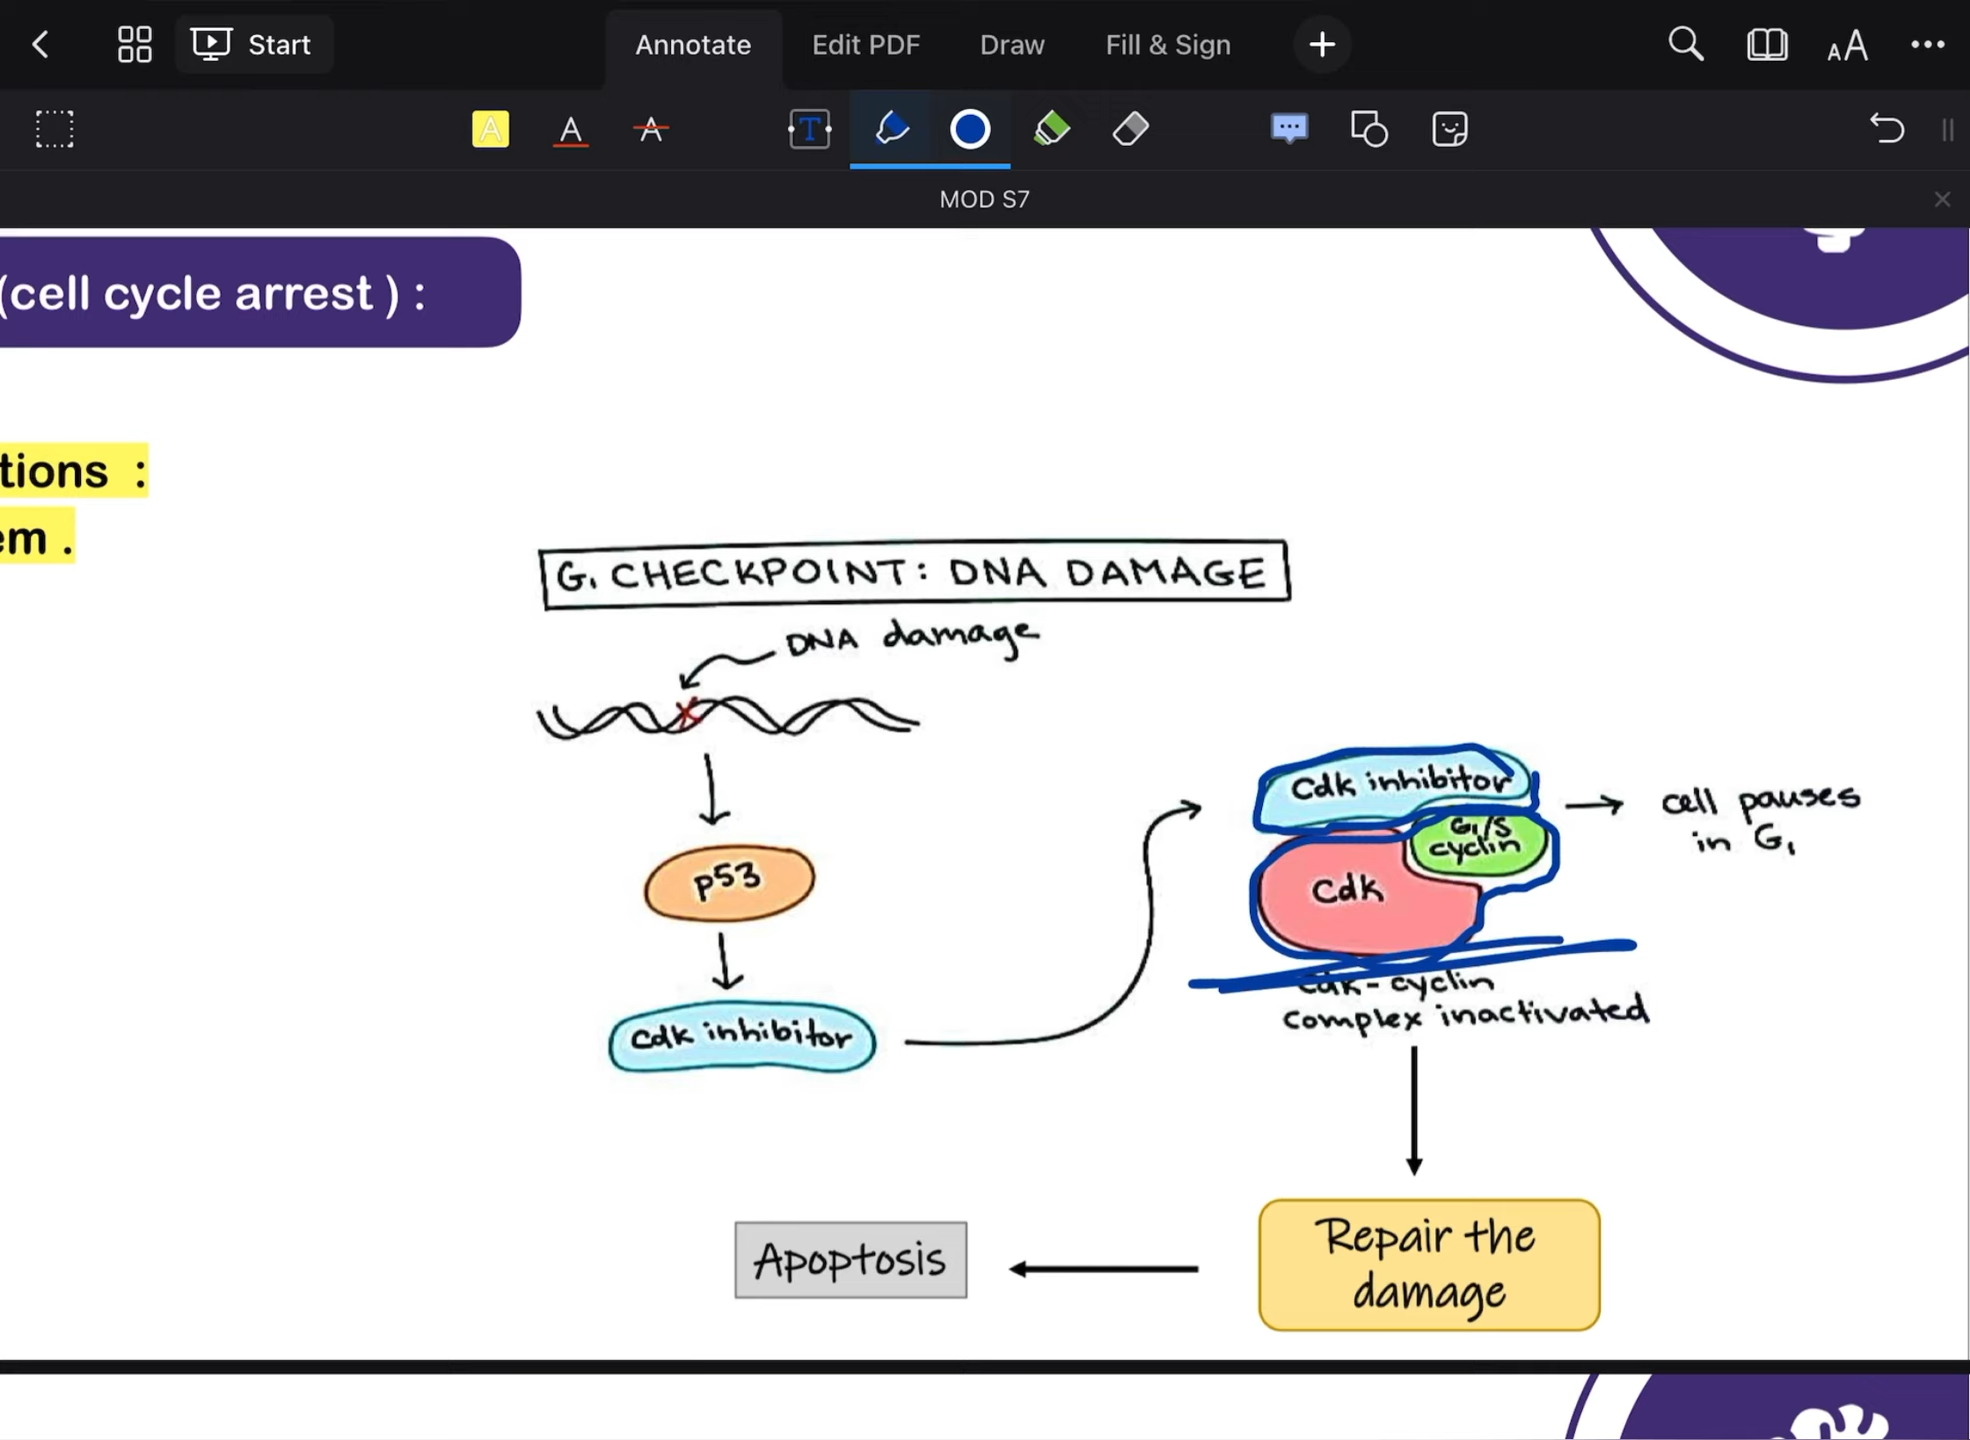 Start
Annotate
Edit PDF
Draw
Fill & Sign
MOD S7
(cell cycle arrest ) :
tions :
em .
G₁ CHECKPOINT: DNA DAMAGE
DNA damage
p53
Cdk inhibitor
Cdk inhibitor
G₁/S
cyclin
Cdk
cell pauses
in G₁
Cdk-cyclin
complex inactivated
Repair the
damage
Apoptosis